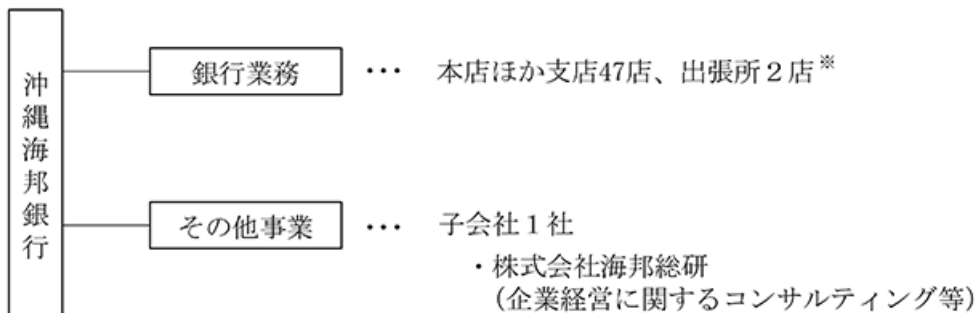 沖縄海邦銀行
銀行業務 … 本店ほか支店47店、出張所２店※
その他事業 … 子会社１社
・株式会社海邦総研
(企業経営に関するコンサルティング等)